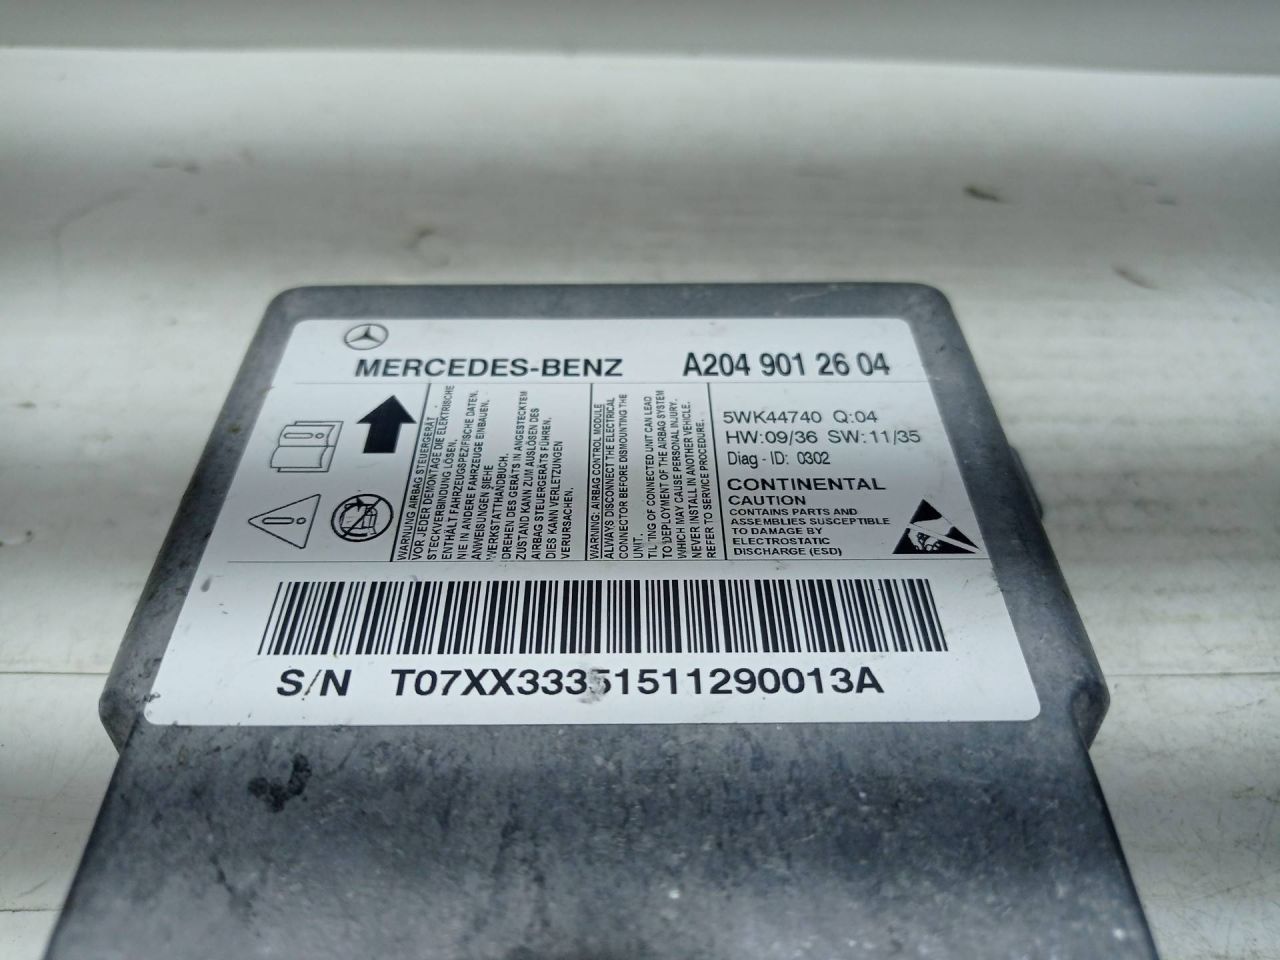 MERCEDES-BENZ A204 901 26 04
WARNUNG AIRBAG STEUERGERÄT
VOR JEDER DEMONTAGE DIE ELEKTRISCHE
STECKVERBINDUNG LÖSEN.
ENTHÄLT FAHRZEUGSPEZIFISCHE DATEN.
NIE IN ANDERE FAHRZEUGE EINBAUEN.
ANWEISUNGEN SIEHE
WERKSTATTHANDBUCH.
DREHEN DES GERÄTS IN ANGESTECKTEM
ZUSTAND KANN ZUM AUSLÖSEN DES
AIRBAG STEUERGERÄTS FÜHREN.
DIES KANN VERLETZUNGEN
VERURSACHEN.
WARNING: AIRBAG CONTROL MODULE
ALWAYS DISCONNECT THE ELECTRICAL
CONNECTOR BEFORE DISMOUNTING THE
UNIT.
TILTING OF CONNECTED UNIT CAN LEAD
TO DEPLOYMENT OF THE AIRBAG SYSTEM
WHICH MAY CAUSE PERSONAL INJURY.
NEVER INSTALL IN ANOTHER VEHICLE.
REFER TO SERVICE PROCEDURE.
5WK44740 Q:04
HW:09/36 SW:11/35
Diag - ID: 0302
CONTINENTAL
CAUTION
CONTAINS PARTS AND
ASSEMBLIES SUSCEPTIBLE
TO DAMAGE BY
ELECTROSTATIC
DISCHARGE (ESD)
S/N T07XX33351511290013A